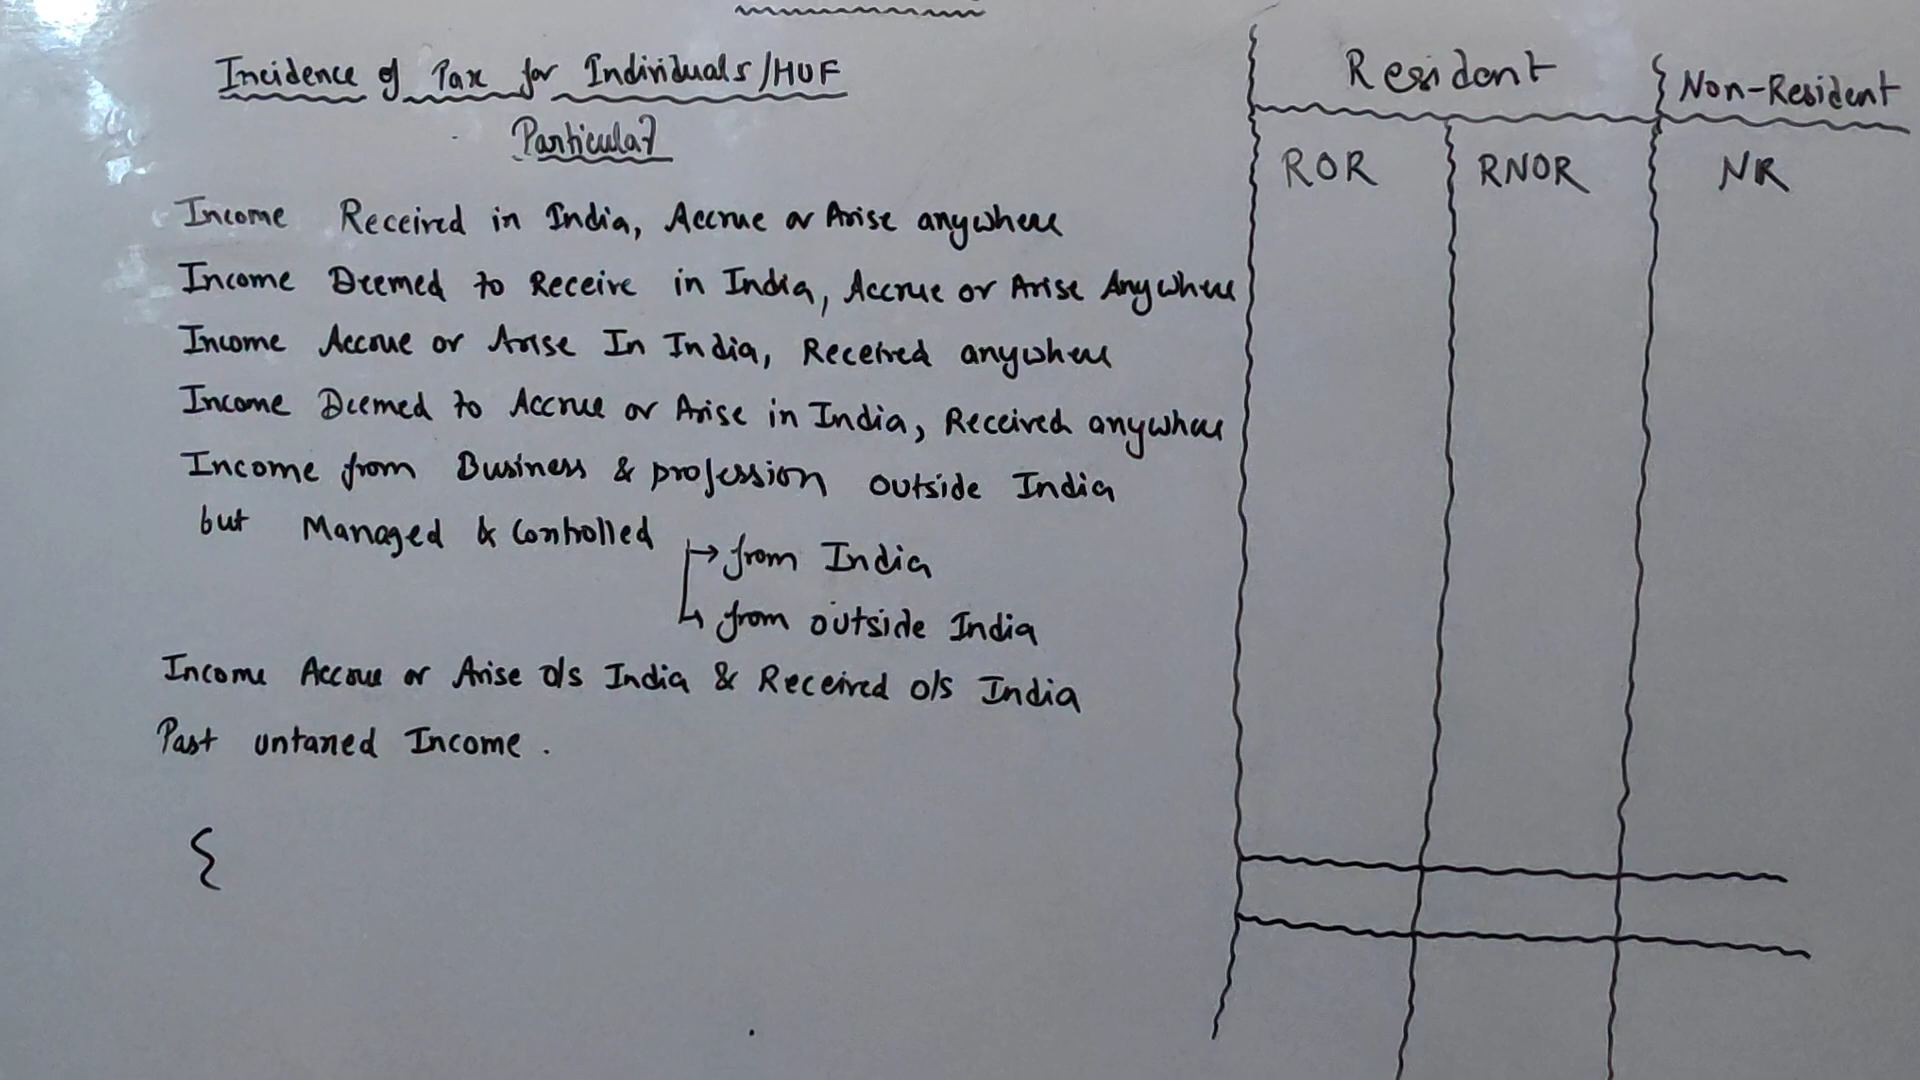 Incidence of Tax for Individuals/HUF
Particular
Resident
Non-Resident
ROR
RNOR
NR
Income Received in India, Accrue or Arise anywhere
Income Deemed to Receive in India, Accrue or Arise Anywhere
Income Accrue or Arise In India, Received anywhere
Income Deemed to Accrue or Arise in India, Received anywhere
Income from Business & profession outside India
but Managed & Controlled
→ from India
↳ from outside India
Income Accrue or Arise o/s India & Received o/s India
Past untaxed Income .